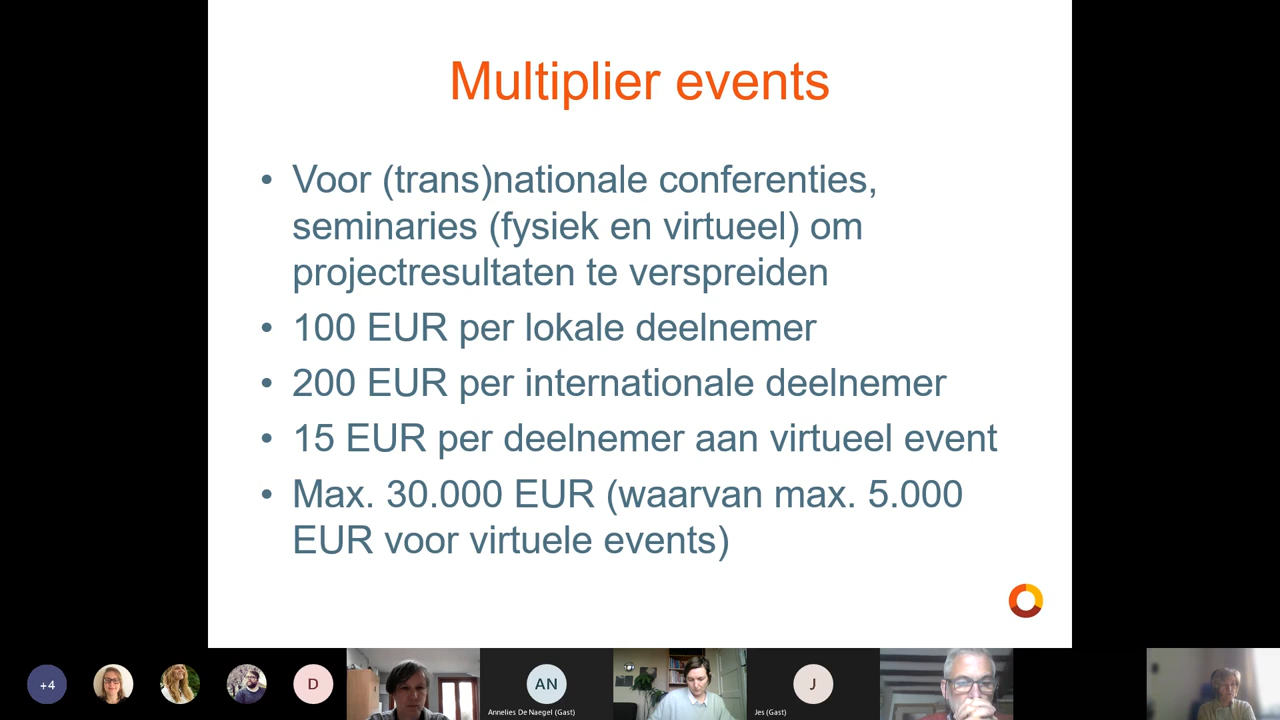 Multiplier events
• Voor (trans)nationale conferenties,
seminaries (fysiek en virtueel) om
projectresultaten te verspreiden
• 100 EUR per lokale deelnemer
• 200 EUR per internationale deelnemer
• 15 EUR per deelnemer aan virtueel event
• Max. 30.000 EUR (waarvan max. 5.000
EUR voor virtuele events)
+4
D
AN
Annelies De Naegel (Gast)
J
Jes (Gast)